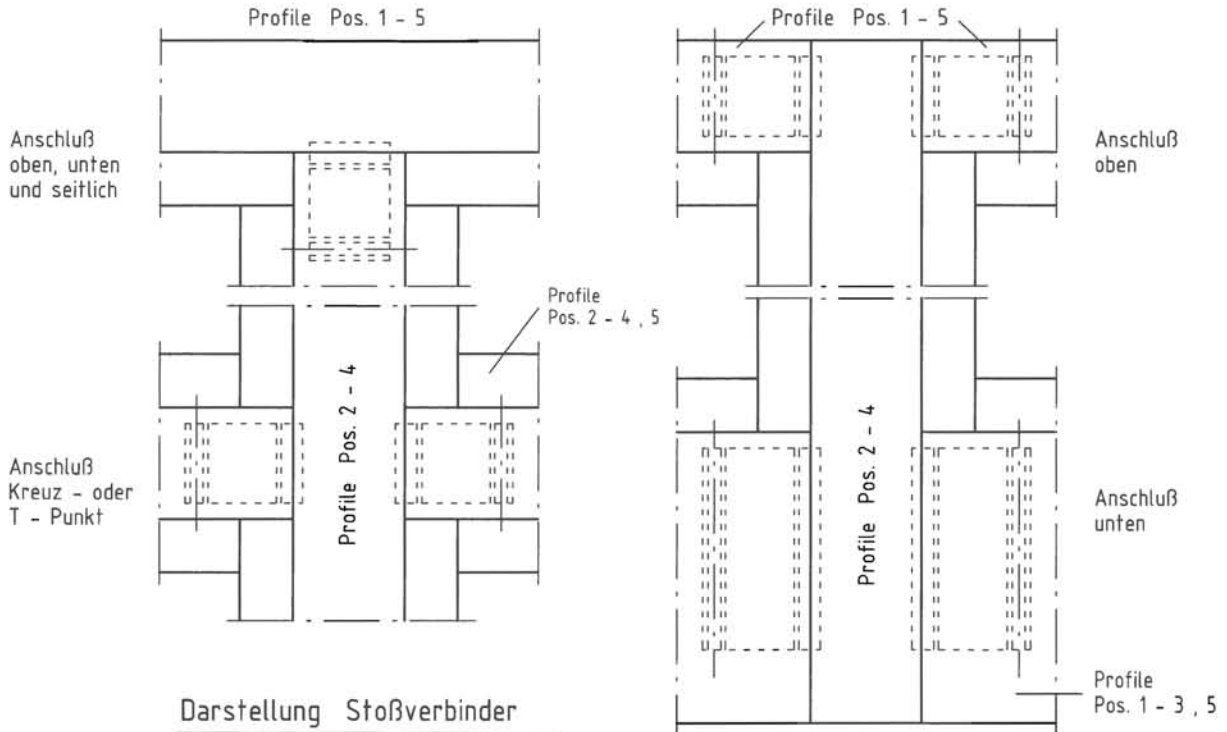 Profile Pos. 1 - 5
Profile Pos. 1 - 5
Anschluß
oben, unten
und seitlich
Anschluß
oben
Profile
Pos. 2 - 4 , 5
Profile Pos. 2 - 4
Profile Pos. 2 - 4
Anschluß
Kreuz - oder
T - Punkt
Anschluß
unten
Profile
Pos. 1 - 3 , 5
Darstellung Stoßverbinder